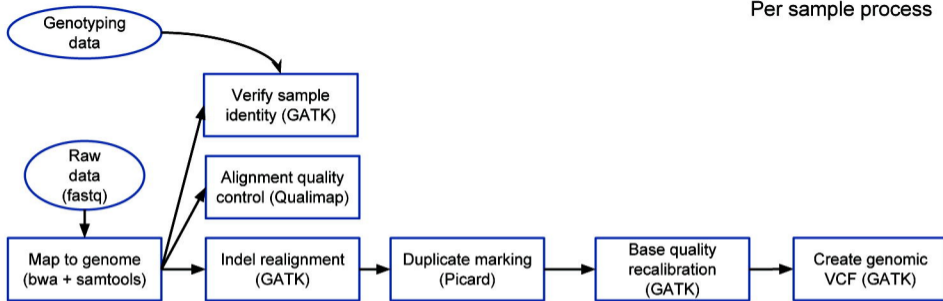 Per sample process
Genotyping
data
Verify sample
identity (GATK)
Raw
data
(fastq)
Alignment quality
control (Qualimap)
Map to genome
(bwa + samtools)
Indel realignment
(GATK)
Duplicate marking
(Picard)
Base quality
recalibration
(GATK)
Create genomic
VCF (GATK)